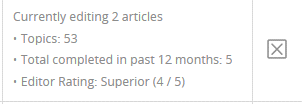 Currently editing 2 articles
• Topics: 53
• Total completed in past 12 months: 5
• Editor Rating: Superior (4 / 5)